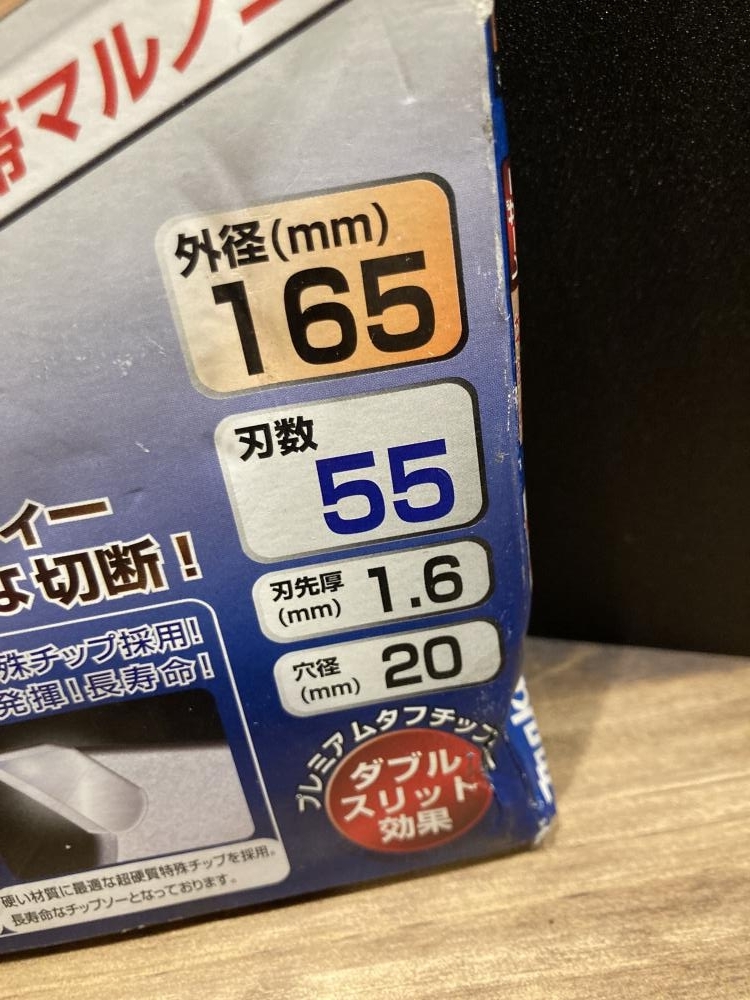 帯マルノコ
外径(mm)
165
刃数
55
刃先厚
(mm)
1.6
穴径
(mm)
20
ィー
な切断!
殊チップ採用!
発揮!長寿命!
プレミアムタフチップ
ダブル
スリット
効果
硬い材質に最適な超硬質特殊チップを採用。
長寿命なチップソーとなっております。